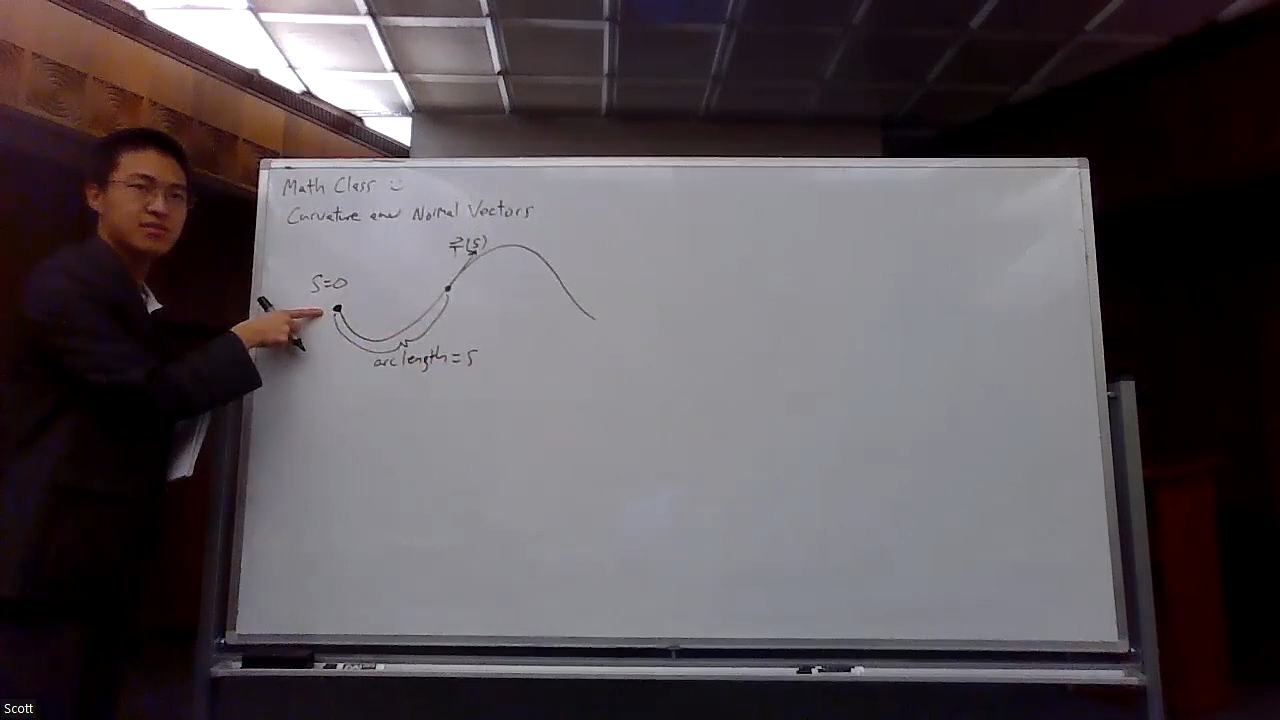 Math Class :)
Curvature and Normal Vectors
T(s)
S=0
arc length = s
Scott